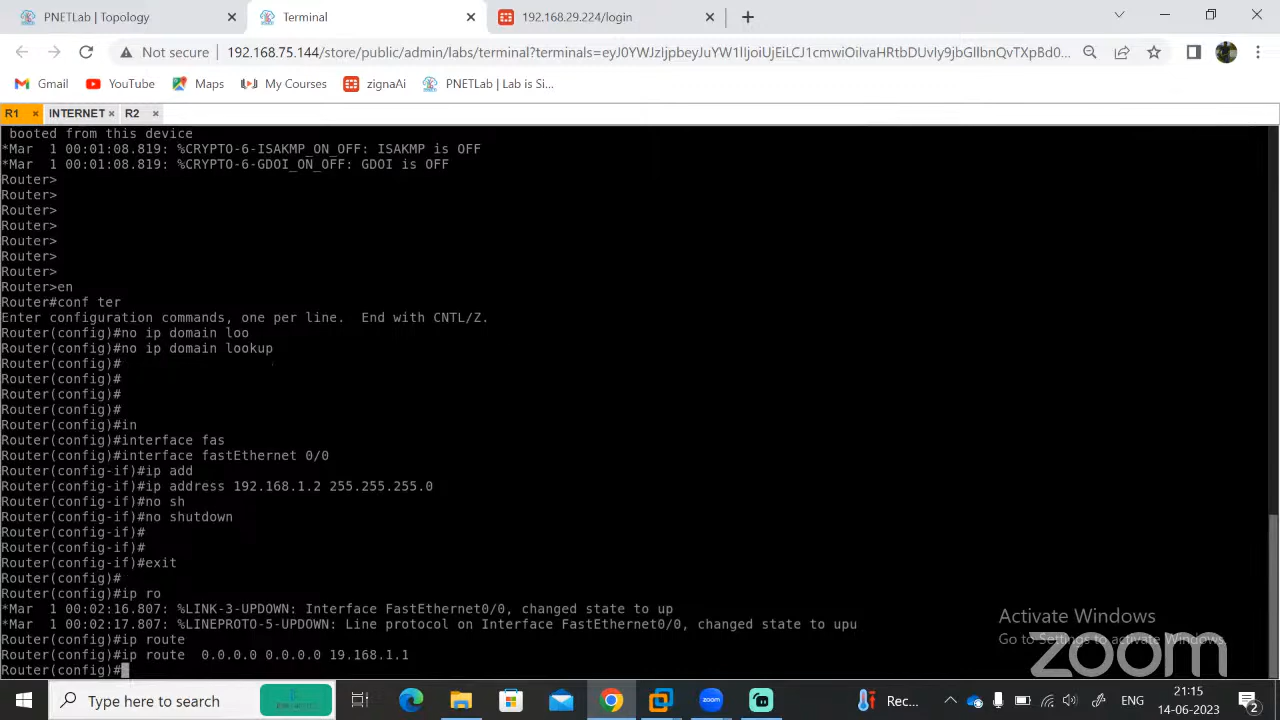 PNETLab | Topology
Terminal
192.168.29.224/login
Not secure
192.168.75.144/store/public/admin/labs/terminal?terminals=
Gmail
YouTube
Maps
My Courses
zignaAi
PNETLab | Lab is Si...
R1
INTERNET
R2
booted from this device
*Mar  1 00:01:08.819: %CRYPTO-6-ISAKMP_ON_OFF: ISAKMP is OFF
*Mar  1 00:01:08.819: %CRYPTO-6-GDOI_ON_OFF: GDOI is OFF
Router>
Router>
Router>
Router>
Router>
Router>
Router>
Router>en
Router#conf ter
Enter configuration commands, one per line.  End with CNTL/Z.
Router(config)#no ip domain loo
Router(config)#no ip domain lookup
Router(config)#
Router(config)#
Router(config)#
Router(config)#
Router(config)#in
Router(config)#interface fas
Router(config)#interface fastEthernet 0/0
Router(config-if)#ip add
Router(config-if)#ip address 192.168.1.2 255.255.255.0
Router(config-if)#no sh
Router(config-if)#no shutdown
Router(config-if)#
Router(config-if)#
Router(config-if)#exit
Router(config)#
Router(config)#ip ro
*Mar  1 00:02:16.807: %LINK-3-UPDOWN: Interface FastEthernet0/0, changed state to up
*Mar  1 00:02:17.807: %LINEPROTO-5-UPDOWN: Line protocol on Interface FastEthernet0/0, changed state to upu
Router(config)#ip route
Router(config)#ip route  0.0.0.0 0.0.0.0 19.168.1.1
Router(config)#
Activate Windows
Go to Settings to activate Windows.
zoom
Type here to search
Rec...
ENG
21:15
14-06-2023
2